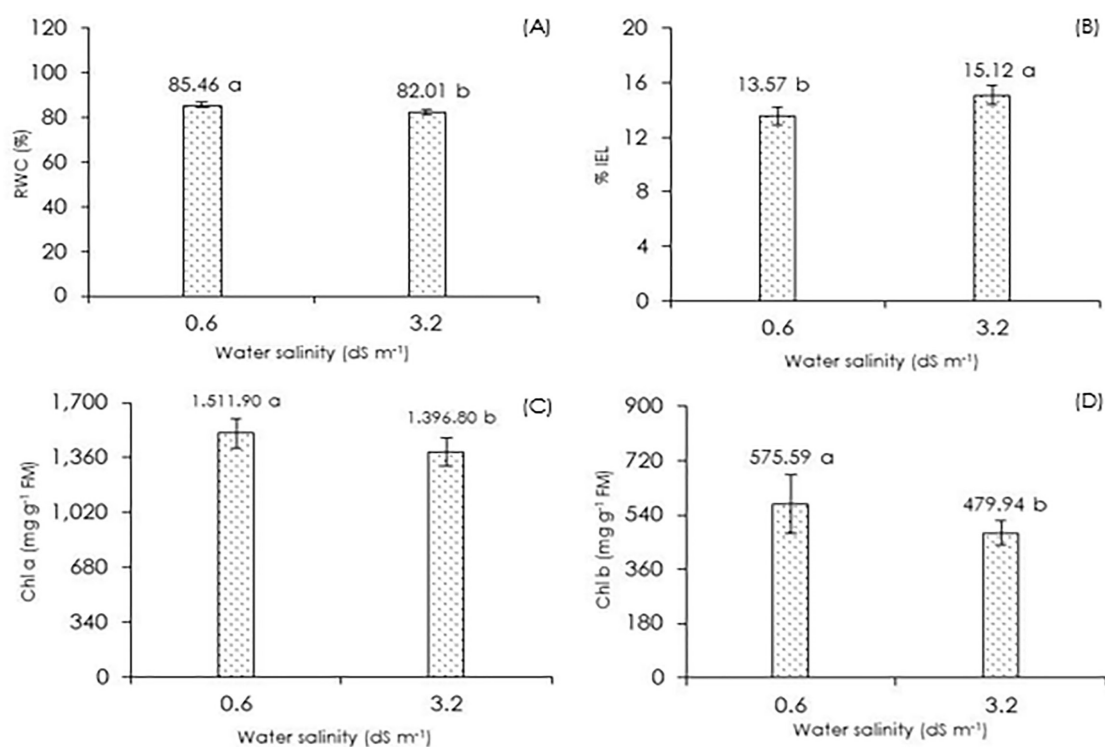 (A)
120
100
80
60
40
20
0
RWC (%)
85.46 a
82.01 b
0.6
3.2
Water salinity (dS m⁻¹)
(B)
20
16
12
8
4
0
% IEL
13.57 b
15.12 a
0.6
3.2
Water salinity (dS m⁻¹)
(C)
1,700
1,360
1,020
680
340
0
Chl a (mg g⁻¹ FM)
1.511.90 a
1.396.80 b
0.6
3.2
Water salinity (dS m⁻¹)
(D)
900
720
540
360
180
0
Chl b (mg g⁻¹ FM)
575.59 a
479.94 b
0.6
3.2
Water salinity (dS m⁻¹)